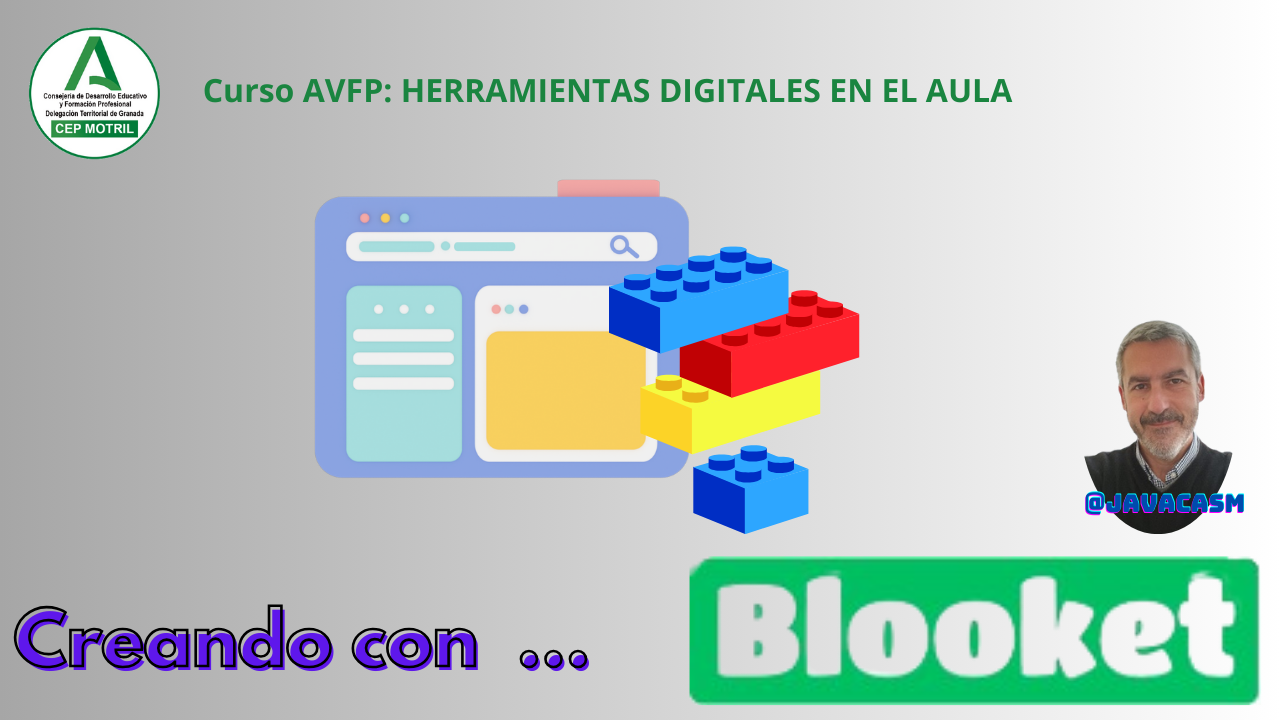 Consejería de Desarrollo Educativo
y Formación Profesional
Delegación Territorial de Granada
CEP MOTRIL
Curso AVFP: HERRAMIENTAS DIGITALES EN EL AULA
@JAVACASM
Creando con ...
Blooket